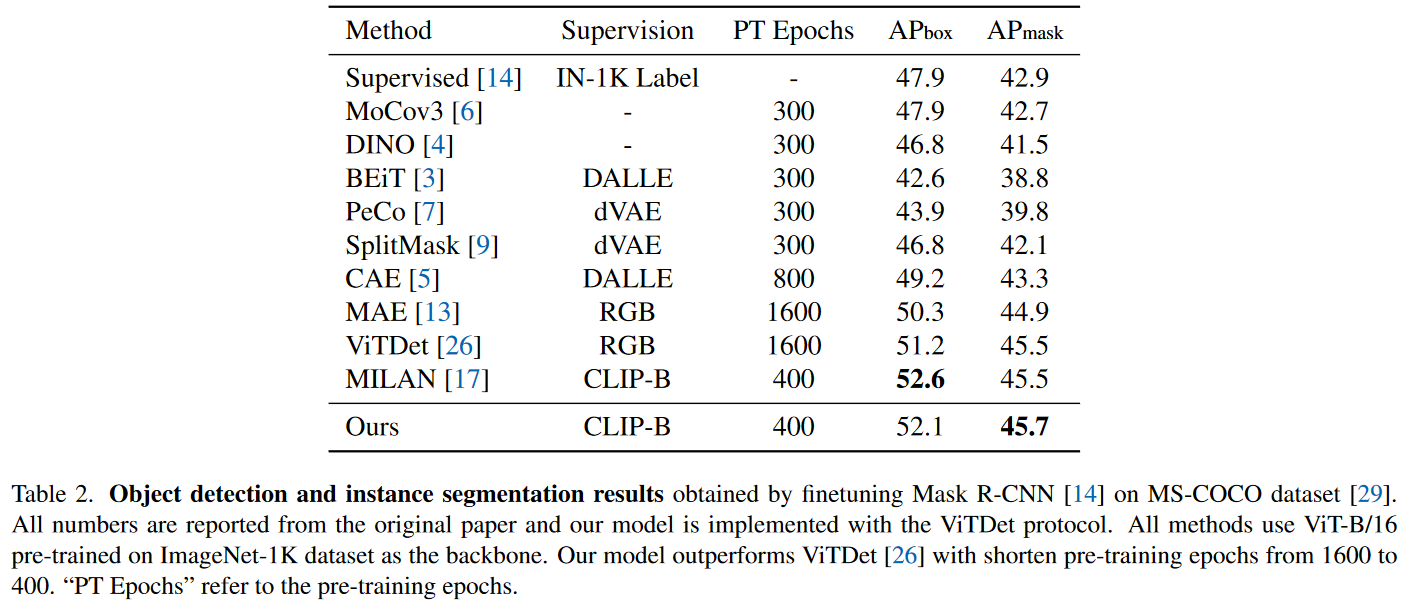 Method Supervision PT Epochs APbox APmask
Supervised [14] IN-1K Label - 47.9 42.9
MoCov3 [6] - 300 47.9 42.7
DINO [4] - 300 46.8 41.5
BEiT [3] DALLE 300 42.6 38.8
PeCo [7] dVAE 300 43.9 39.8
SplitMask [9] dVAE 300 46.8 42.1
CAE [5] DALLE 800 49.2 43.3
MAE [13] RGB 1600 50.3 44.9
ViTDet [26] RGB 1600 51.2 45.5
MILAN [17] CLIP-B 400 52.6 45.5
Ours CLIP-B 400 52.1 45.7
Table 2. Object detection and instance segmentation results obtained by finetuning Mask R-CNN [14] on MS-COCO dataset [29].
All numbers are reported from the original paper and our model is implemented with the ViTDet protocol. All methods use ViT-B/16
pre-trained on ImageNet-1K dataset as the backbone. Our model outperforms ViTDet [26] with shorten pre-training epochs from 1600 to
400. “PT Epochs” refer to the pre-training epochs.